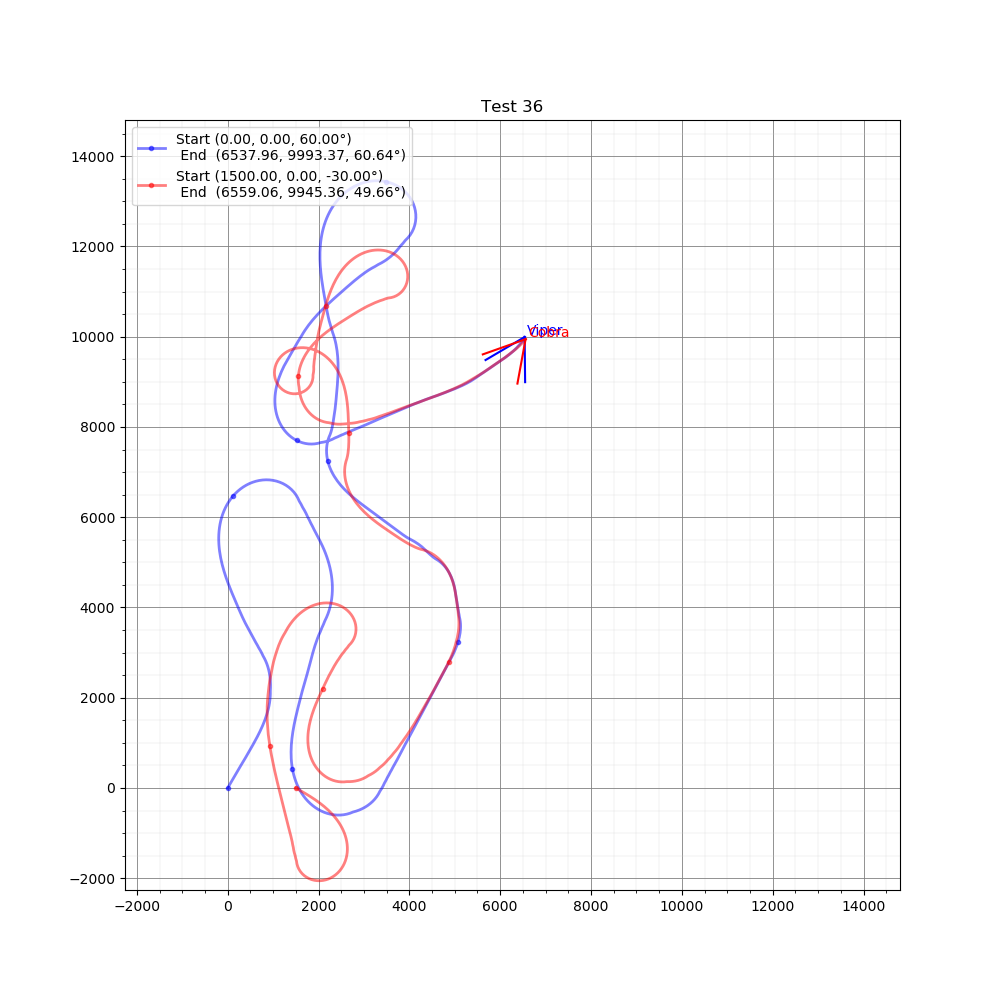 Test 36
Start (0.00, 0.00, 60.00°)
End (6537.96, 9993.37, 60.64°)
Start (1500.00, 0.00, -30.00°)
End (6559.06, 9945.36, 49.66°)
14000
12000
10000
8000
6000
4000
2000
0
−2000
Viper
Cobra
−2000 0 2000 4000 6000 8000 10000 12000 14000